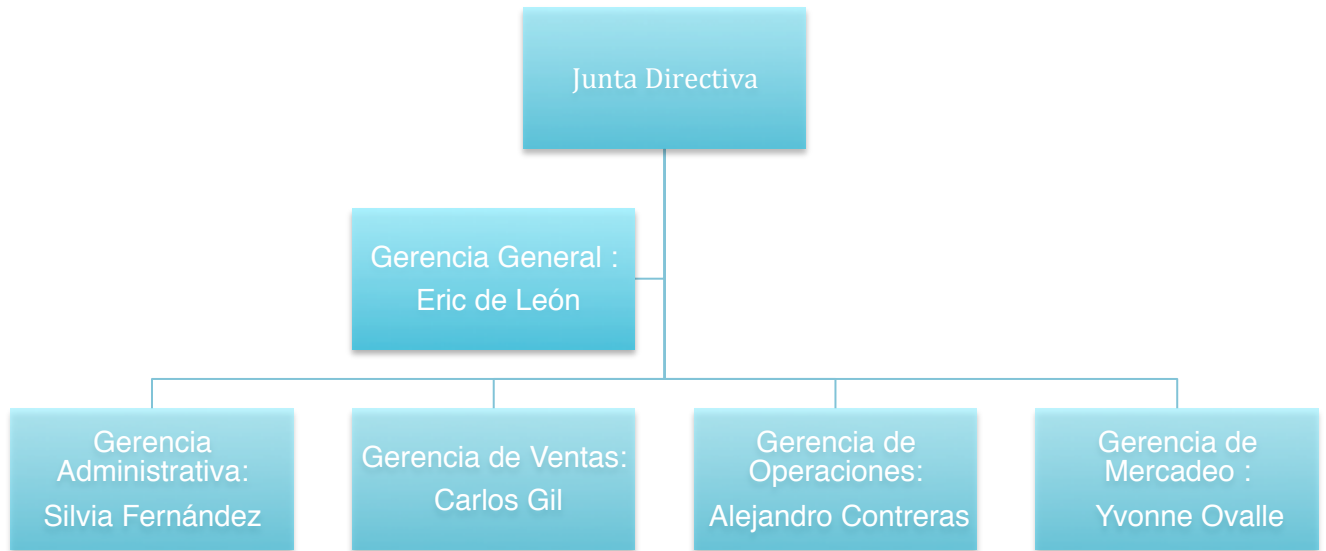 Junta Directiva
Gerencia General :
Eric de León
Gerencia
Administrativa:
Silvia Fernández
Gerencia de Ventas:
Carlos Gil
Gerencia de
Operaciones:
Alejandro Contreras
Gerencia de
Mercadeo :
Yvonne Ovalle